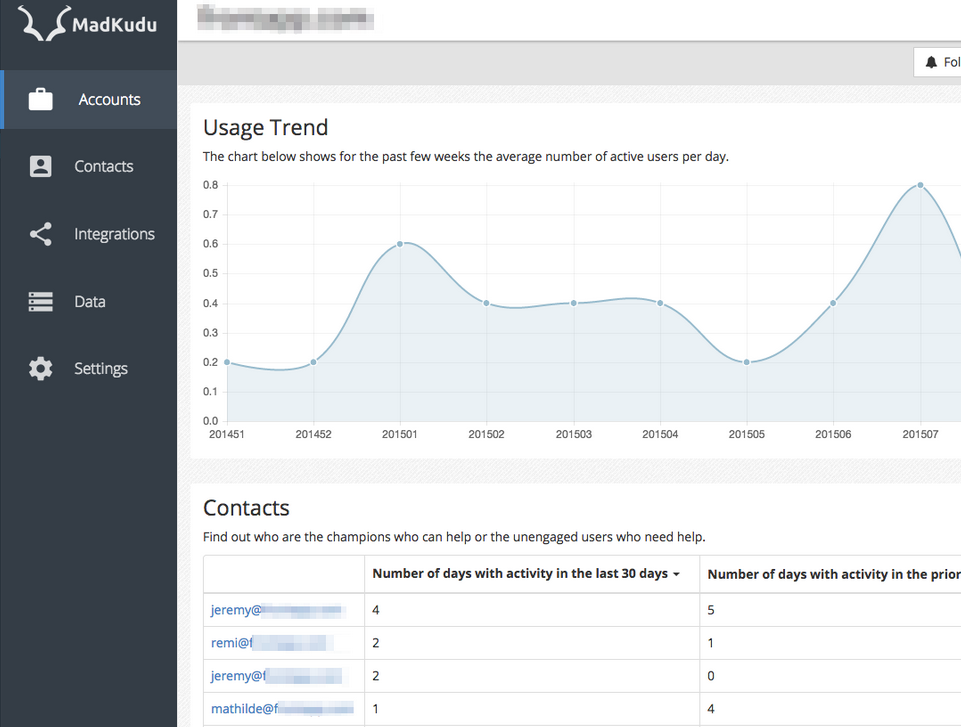 MadKudu
Accounts
Contacts
Integrations
Data
Settings
Fol
Usage Trend
The chart below shows for the past few weeks the average number of active users per day.
0.8
0.7
0.6
0.5
0.4
0.3
0.2
0.1
0.0
201451 201452 201501 201502 201503 201504 201505 201506 201507
Contacts
Find out who are the champions who can help or the unengaged users who need help.
Number of days with activity in the last 30 days Number of days with activity in the prior
jeremy@ 4 5
remi@f 2 1
jeremy@f 2 0
mathilde@f 1 4